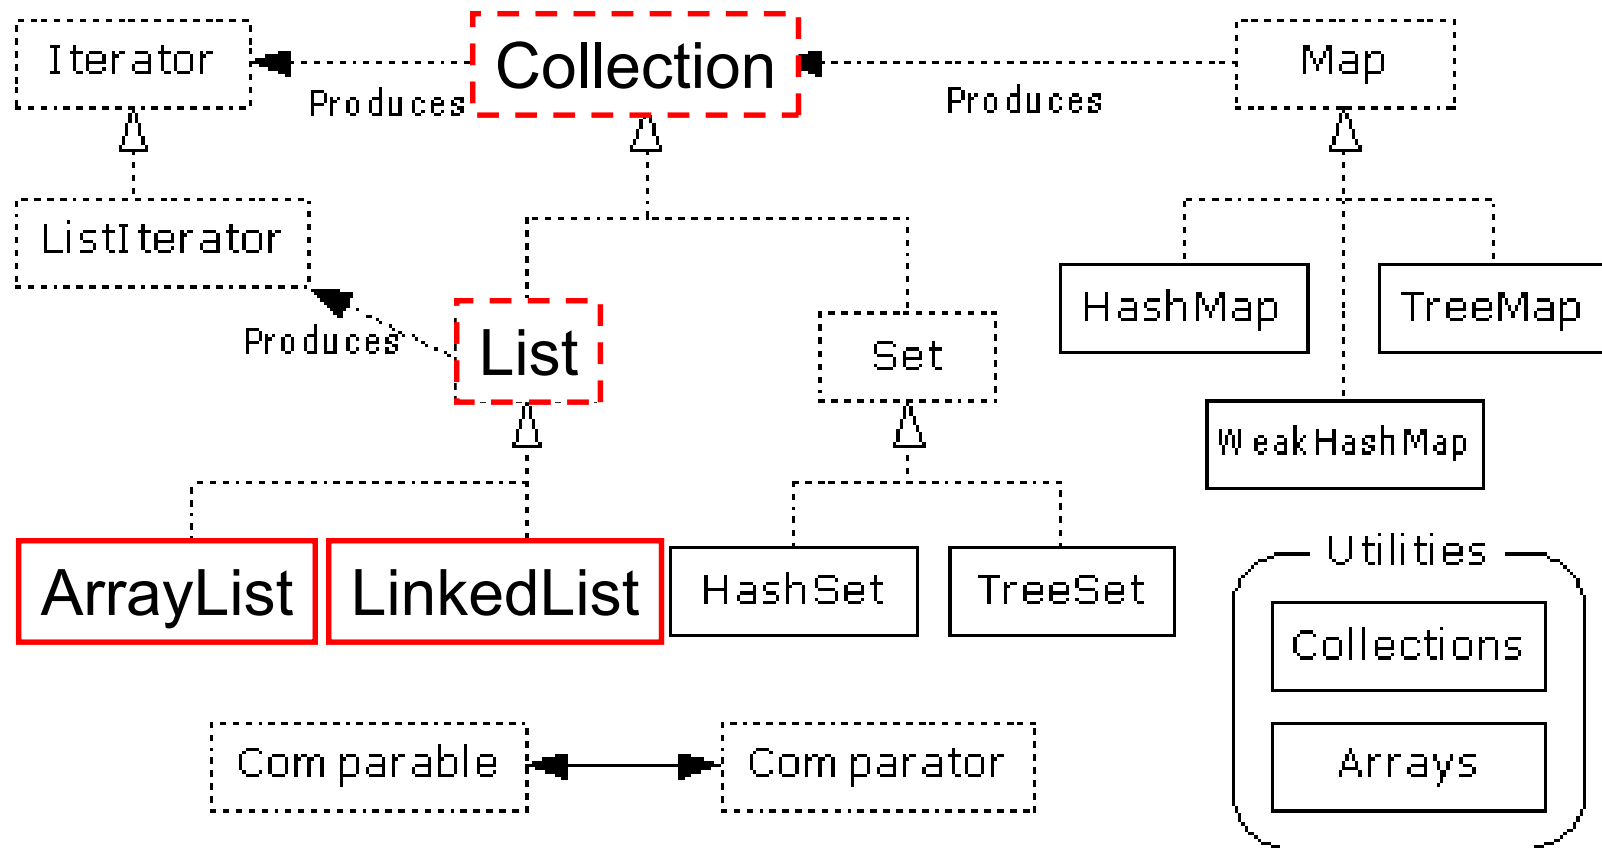 Iterator
Collection
Map
Produces
Produces
ListIterator
HashMap
TreeMap
Produces
List
Set
WeakHashMap
ArrayList
LinkedList
HashSet
TreeSet
Utilities
Collections
Comparable
Comparator
Arrays